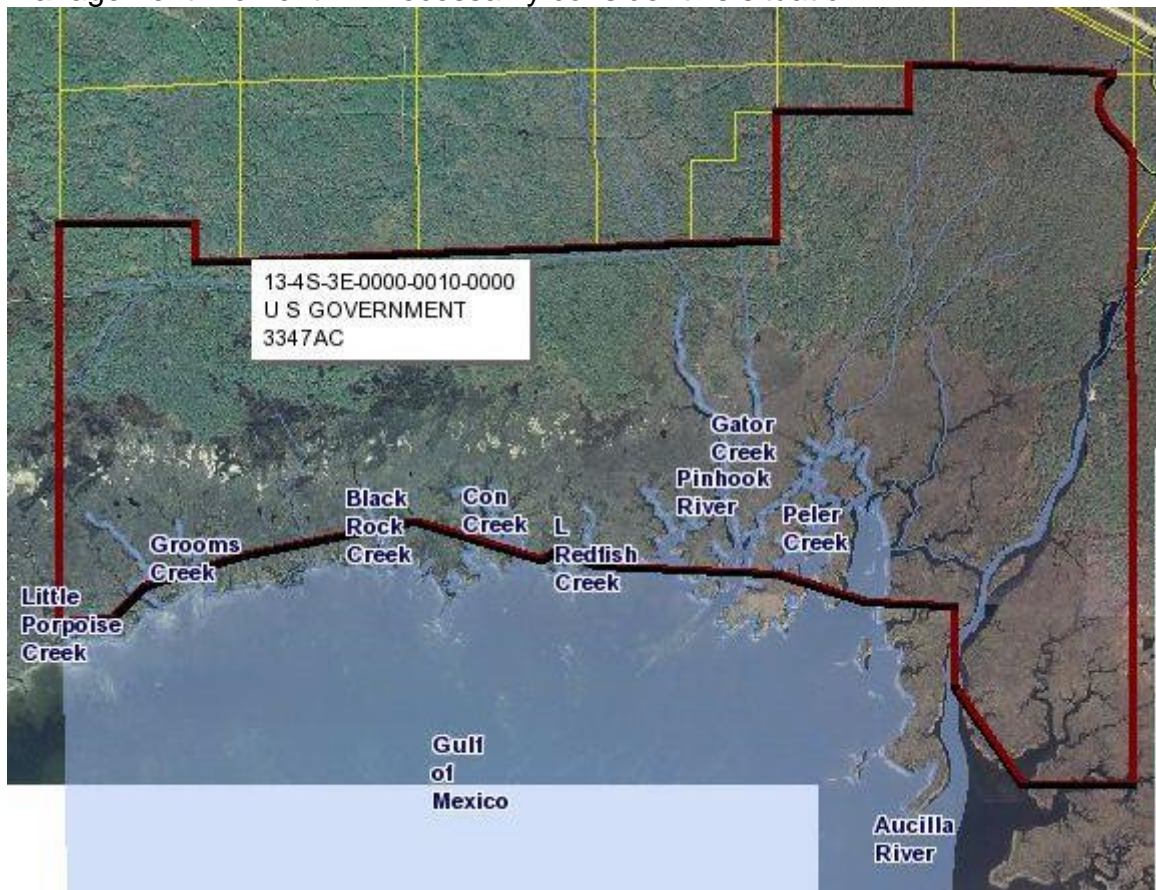 13-4S-3E-0000-0010-0000
U S GOVERNMENT
3347AC
Gator
Creek
Pinhook
River
Black
Rock
Creek
Con
Creek
L
Redfish
Creek
Peler
Creek
Grooms
Creek
Little
Porpoise
Creek
Gulf
of
Mexico
Aucilla
River